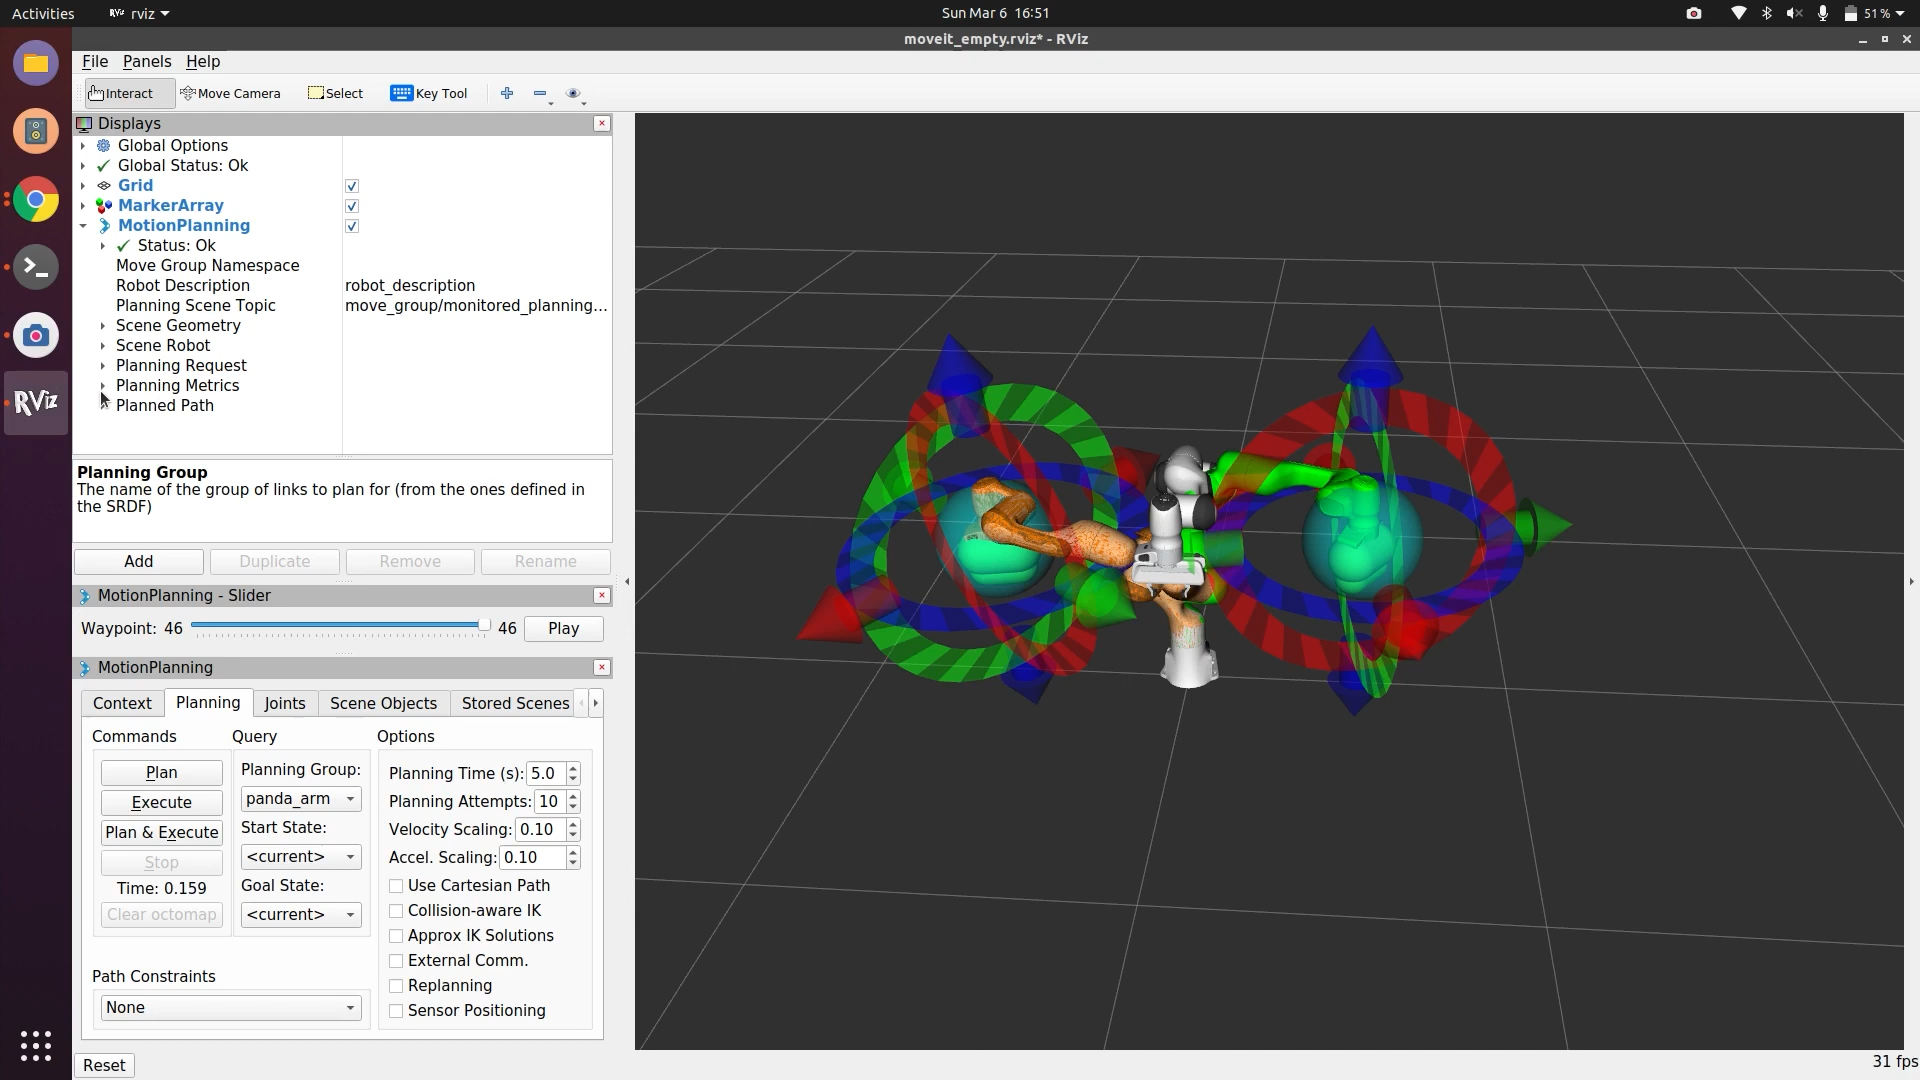 Activities
RViz rviz
Sun Mar 6 16:51
51 %
moveit_empty.rviz* - RViz
File Panels Help
Interact Move Camera Select Key Tool
Displays
Global Options
Global Status: Ok
Grid
MarkerArray
MotionPlanning
Status: Ok
Move Group Namespace
Robot Description robot_description
Planning Scene Topic move_group/monitored_planning...
Scene Geometry
Scene Robot
Planning Request
Planning Metrics
Planned Path
RViz
Planning Group
The name of the group of links to plan for (from the ones defined in
the SRDF)
Add Duplicate Remove Rename
MotionPlanning - Slider
Waypoint: 46 46 Play
MotionPlanning
Context Planning Joints Scene Objects Stored Scenes
Commands Query Options
Plan
Execute
Plan & Execute
Stop
Time: 0.159
Clear octomap
Planning Group:
panda_arm
Start State:
<current>
Goal State:
<current>
Planning Time (s): 5.0
Planning Attempts: 10
Velocity Scaling: 0.10
Accel. Scaling: 0.10
Use Cartesian Path
Collision-aware IK
Approx IK Solutions
External Comm.
Replanning
Sensor Positioning
Path Constraints
None
Reset
31 fps